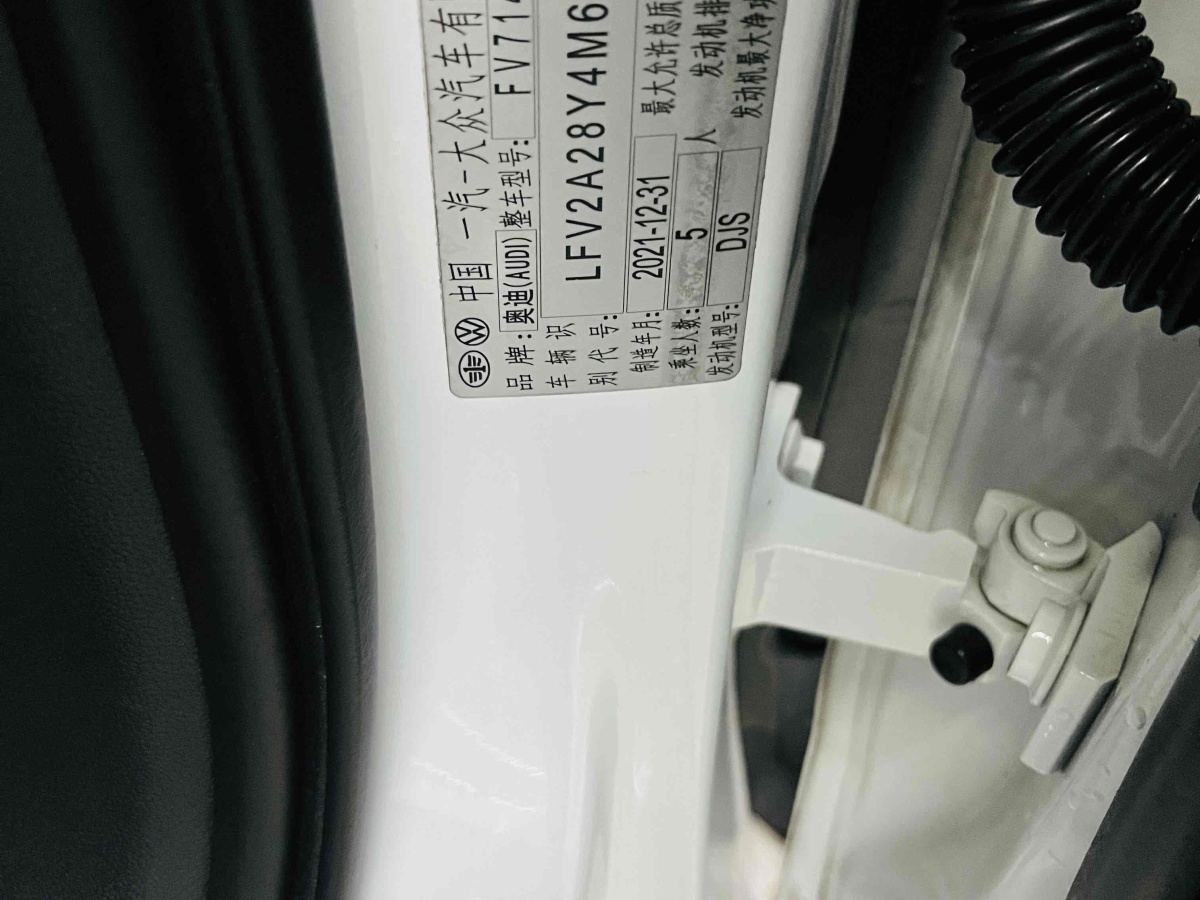 中国 一汽-大众汽车有
品牌: 奥迪(AUDI) 整车型号: FV714
车辆识别代号: LFV2A28Y4M6
制造年月: 2021-12-31 最大允许总质
乘坐人数: 5 人 发动机排
发动机型号: DJS 发动机最大净功